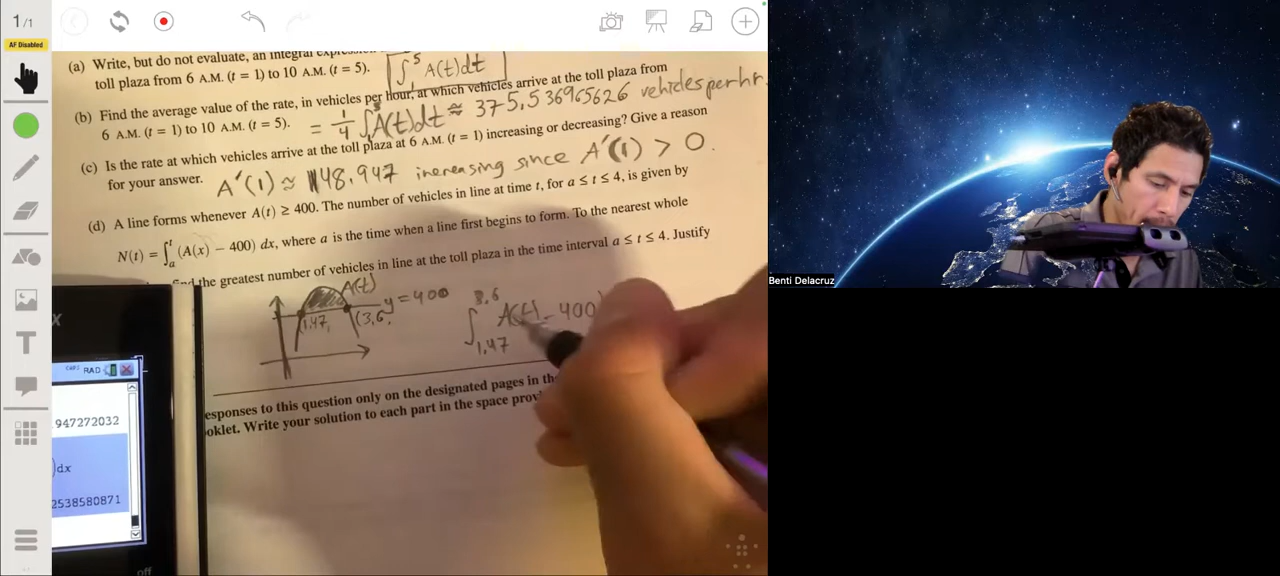 1/1
AF Disabled
(a) Write, but do not evaluate, an integral
toll plaza from 6 A.M. (t = 1) to 10 A.M. (t = 5). ∫₁⁵ A(t)dt
(b) Find the average value of the rate, in vehicles per hour, at which vehicles arrive at the toll plaza from
6 A.M. (t = 1) to 10 A.M. (t = 5). = 1/4 ∫₁⁵ A(t)dt ≈ 375.536965626 vehicles per hr.
(c) Is the rate at which vehicles arrive at the toll plaza at 6 A.M. (t = 1) increasing or decreasing? Give a reason
for your answer. A'(1) ≈ 148.947 increasing since A'(1) > 0.
(d) A line forms whenever A(t) ≥ 400. The number of vehicles in line at time t, for a ≤ t ≤ 4, is given by
N(t) = ∫ₐᵗ (A(x) − 400) dx, where a is the time when a line first begins to form. To the nearest whole
the greatest number of vehicles in line at the toll plaza in the time interval a ≤ t ≤ 4. Justify
A(t)
y = 400
(1.47,
(3.6,
∫ 3.6 1.47 A(t) − 400
esponses to this question only on the designated pages in th
oklet. Write your solution to each part in the space prov
RAD
947272032
)dx
2538580871
off
Benti Delacruz